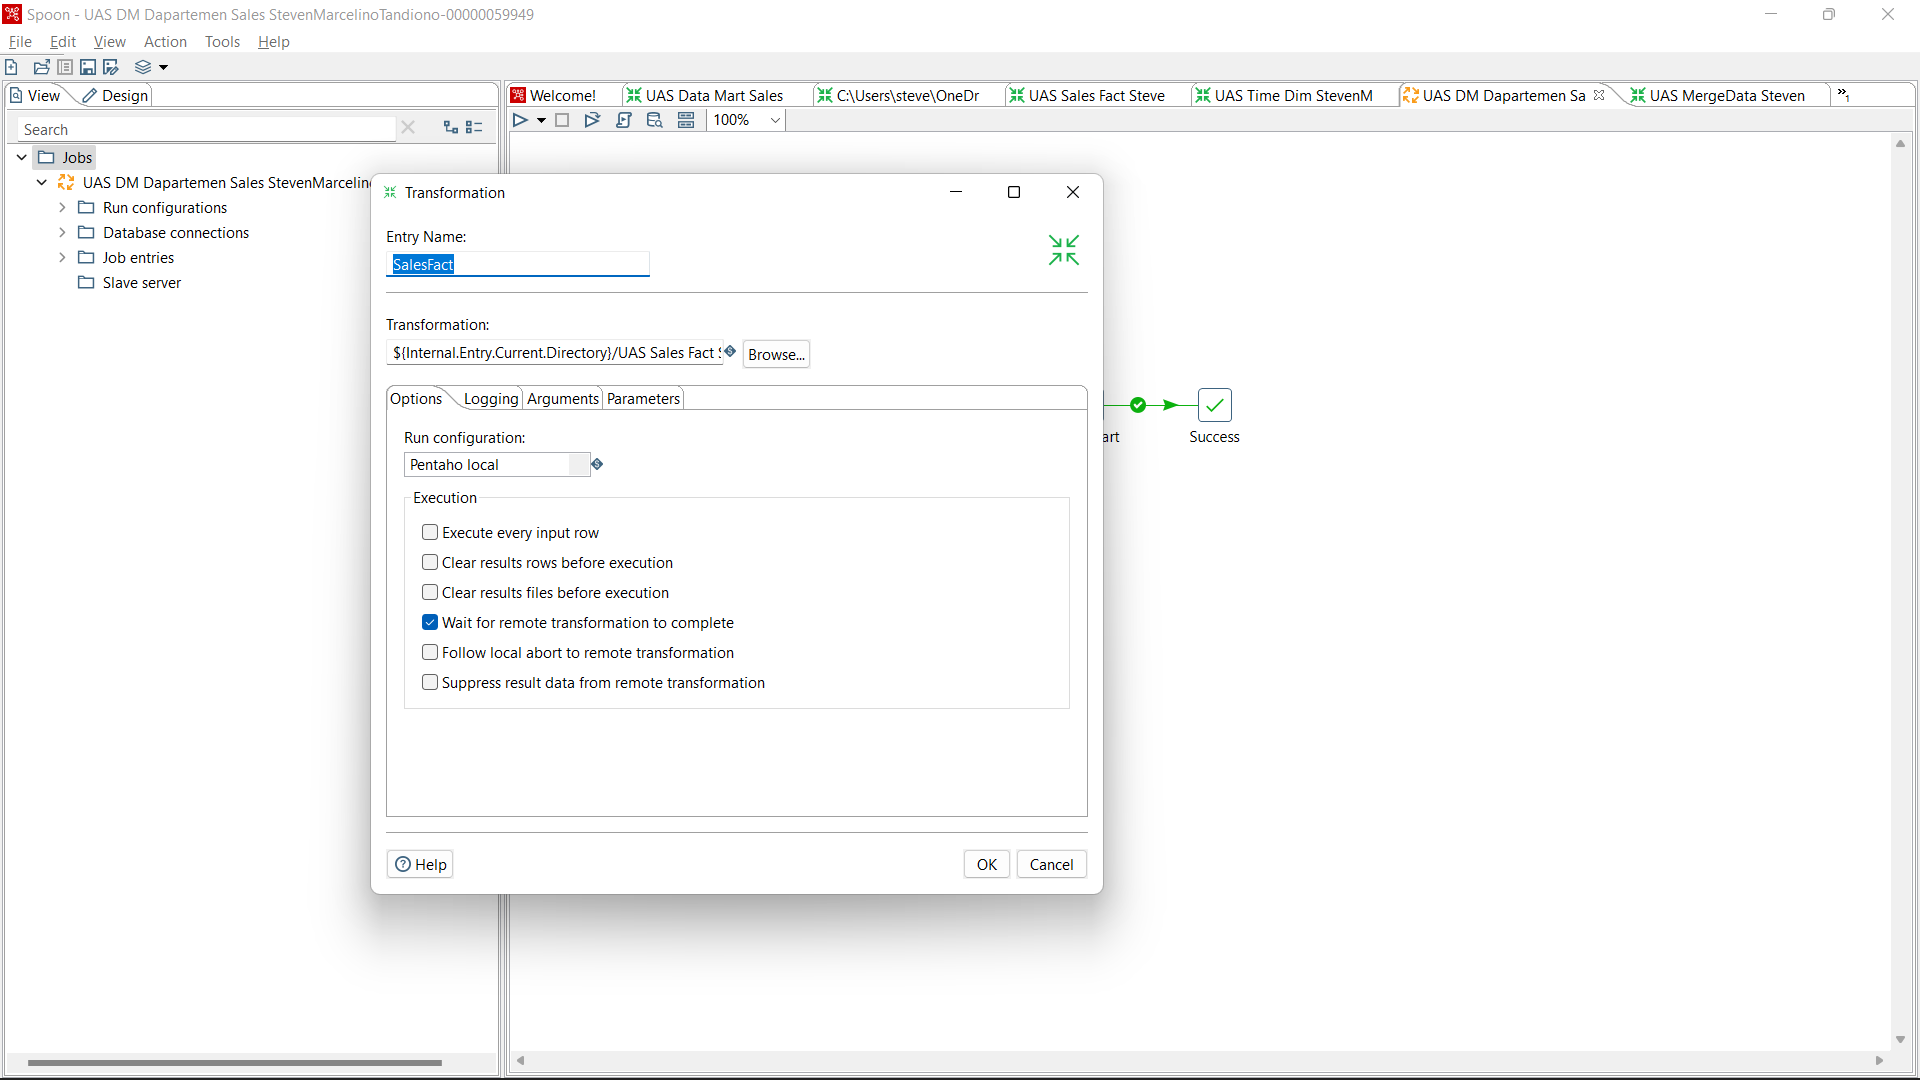 Spoon - UAS DM Dapartemen Sales StevenMarcelinoTandiono-00000059949
File Edit View Action Tools Help
View Design
Welcome! UAS Data Mart Sales C:\Users\steve\OneDr UAS Sales Fact Steve UAS Time Dim StevenM UAS DM Dapartemen Sa UAS MergeData Steven »1
Search
100%
Jobs
UAS DM Dapartemen Sales StevenMarcelin
Run configurations
Database connections
Job entries
Slave server
Transformation
Entry Name:
SalesFact
Transformation:
${Internal.Entry.Current.Directory}/UAS Sales Fact
Browse...
Options Logging Arguments Parameters
Run configuration:
Pentaho local
Execution
Execute every input row
Clear results rows before execution
Clear results files before execution
Wait for remote transformation to complete
Follow local abort to remote transformation
Suppress result data from remote transformation
Help OK Cancel
art Success